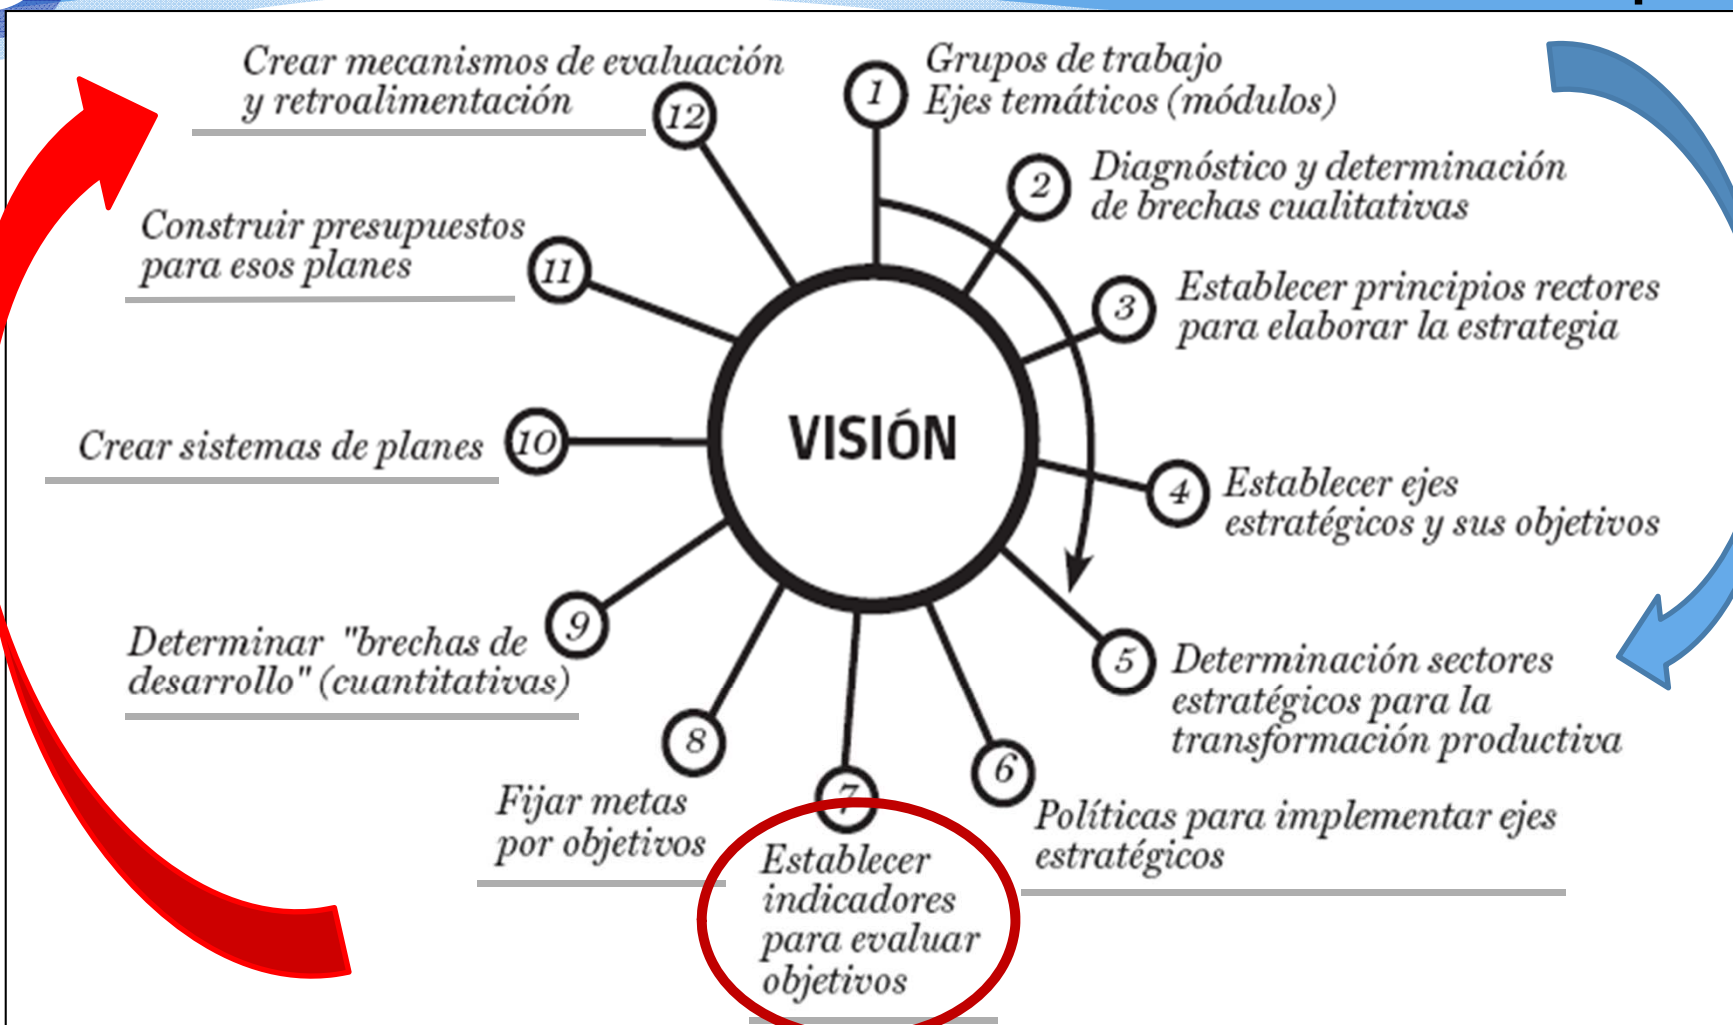 1
Grupos de trabajo
Ejes temáticos (módulos)
2
Diagnóstico y determinación
de brechas cualitativas
3
Establecer principios rectores
para elaborar la estrategia
4
Establecer ejes
estratégicos y sus objetivos
5
Determinación sectores
estratégicos para la
transformación productiva
6
Políticas para implementar ejes
estratégicos
7
Establecer
indicadores
para evaluar
objetivos
8
Fijar metas
por objetivos
9
Determinar "brechas de
desarrollo" (cuantitativas)
10
Crear sistemas de planes
11
Construir presupuestos
para esos planes
12
Crear mecanismos de evaluación
y retroalimentación
VISIÓN